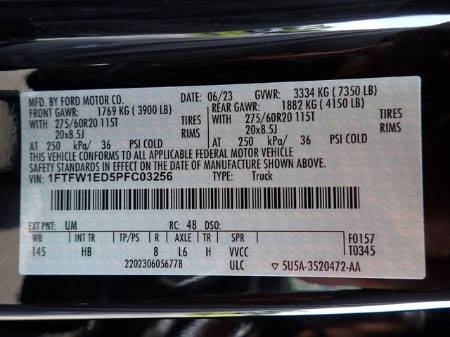 MFD. BY FORD MOTOR CO. 06/23 GVWR: 3334 KG (7350 LB)
FRONT GAWR: 1769 KG (3900 LB) REAR GAWR: 1882 KG (4150 LB)
WITH 275/60R20 115T TIRES WITH 275/60R20 115T TIRES
20x8.5J RIMS 20x8.5J RIMS
AT 250 kPa/ 36 PSI COLD AT 250 kPa/ 36 PSI COLD
THIS VEHICLE CONFORMS TO ALL APPLICABLE FEDERAL MOTOR VEHICLE
SAFETY STANDARDS IN EFFECT ON THE DATE OF MANUFACTURE SHOWN ABOVE.
VIN: 1FTFW1ED5PFC03256 TYPE: Truck
EXT PNT: UM RC: 48 DSO:
WB INT TR TP/PS R AXLE TR SPR F0157
145 HB 8 L6 H VVCC T0345
2202306056778 ULC ▽ 5U5A-3520472-AA